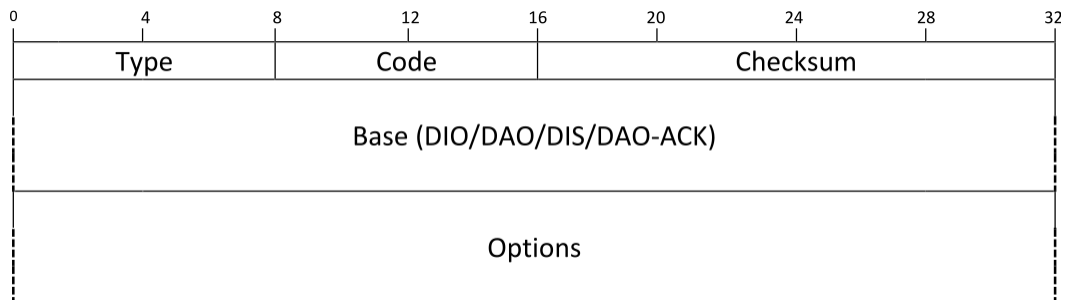 0 4 8 12 16 20 24 28 32
Type Code Checksum
Base (DIO/DAO/DIS/DAO-ACK)
Options